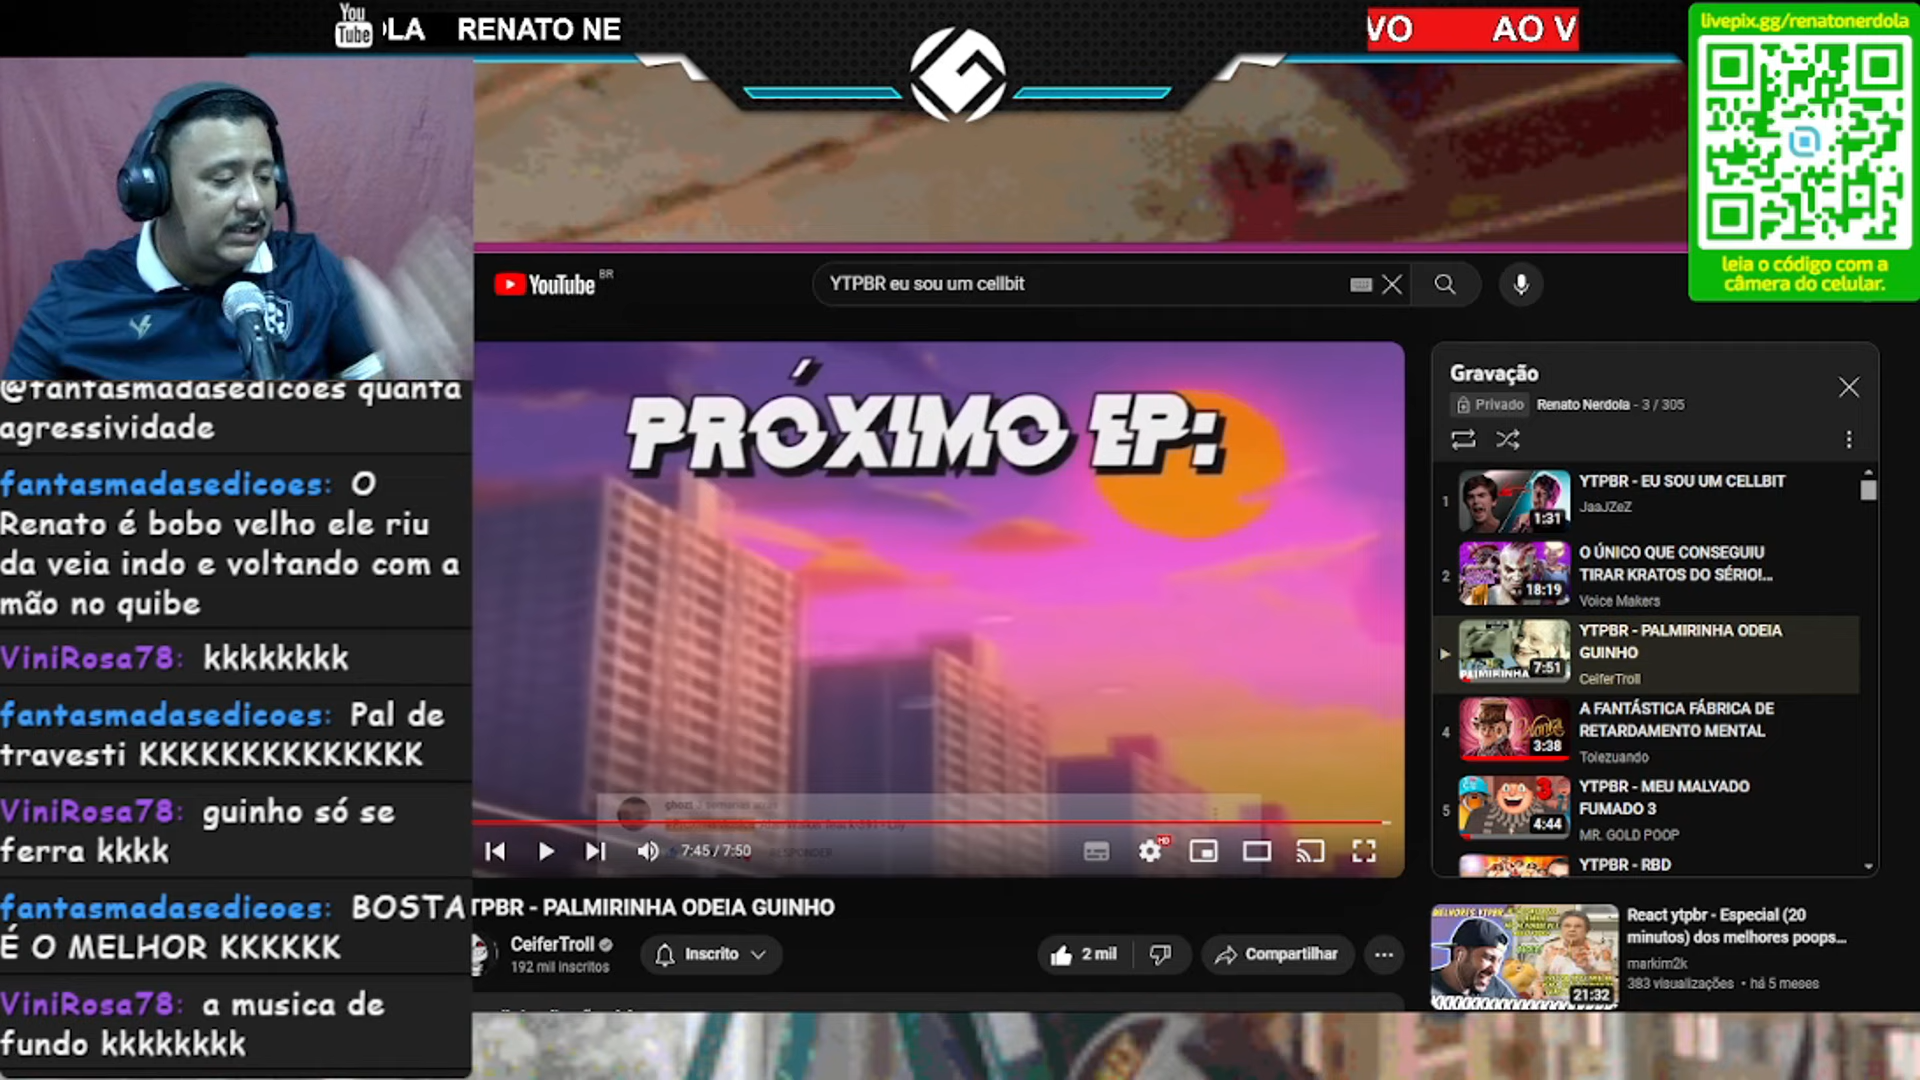 You
Tube
OLA RENATO NE
VO AO V
livepix.gg/renatonerdola
leia o código com a
câmera do celular.
@fantasmadasedicoes quanta
agressividade
fantasmadasedicoes: O
Renato é bobo velho ele riu
da veia indo e voltando com a
mão no quibe
ViniRosa78: kkkkkkkk
fantasmadasedicoes: Pal de
travesti KKKKKKKKKKKKK
ViniRosa78: guinho só se
ferra kkkk
fantasmadasedicoes: BOSTA
É O MELHOR KKKKKK
ViniRosa78: a musica de
fundo kkkkkkkk
YouTube BR
YTPBR eu sou um cellbit
PRÓXIMO EP:
RESPONDER
7:45 / 7:50
HD
TPBR - PALMIRINHA ODEIA GUINHO
CeiferTroll
192 mil inscritos
Inscrito
2 mil
Compartilhar
Gravação
Privado
Renato Nerdola - 3 / 305
1
1:31
YTPBR - EU SOU UM CELLBIT
JaaJZeZ
2
18:19
O ÚNICO QUE CONSEGUIU
TIRAR KRATOS DO SÉRIO!...
Voice Makers
PALMIRINHA
7:51
YTPBR - PALMIRINHA ODEIA
GUINHO
CeiferTroll
4
3:38
A FANTÁSTICA FÁBRICA DE
RETARDAMENTO MENTAL
Tolezuando
5
3
4:44
YTPBR - MEU MALVADO
FUMADO 3
MR. GOLD POOP
YTPBR - RBD
21:32
React ytpbr - Especial (20
minutos) dos melhores poops...
markim2k
383 visualizações • há 5 meses